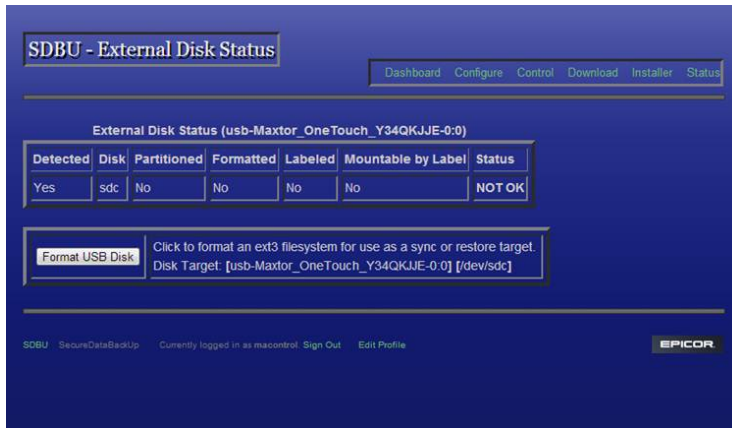 SDBU - External Disk Status
Dashboard Configure Control Download Installer Status
External Disk Status (usb-Maxtor_OneTouch_Y34QKJJE-0:0)
Detected Disk Partitioned Formatted Labeled Mountable by Label Status
Yes sdc No No No No NOT OK
Format USB Disk
Click to format an ext3 filesystem for use as a sync or restore target.
Disk Target: [usb-Maxtor_OneTouch_Y34QKJJE-0:0] [/dev/sdc]
SDBU SecureDataBackUp Currently logged in as macontrol Sign Out Edit Profile
EPICOR